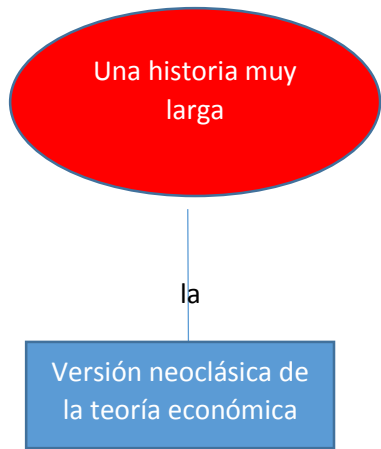 Una historia muy
larga
la
Versión neoclásica de
la teoría económica